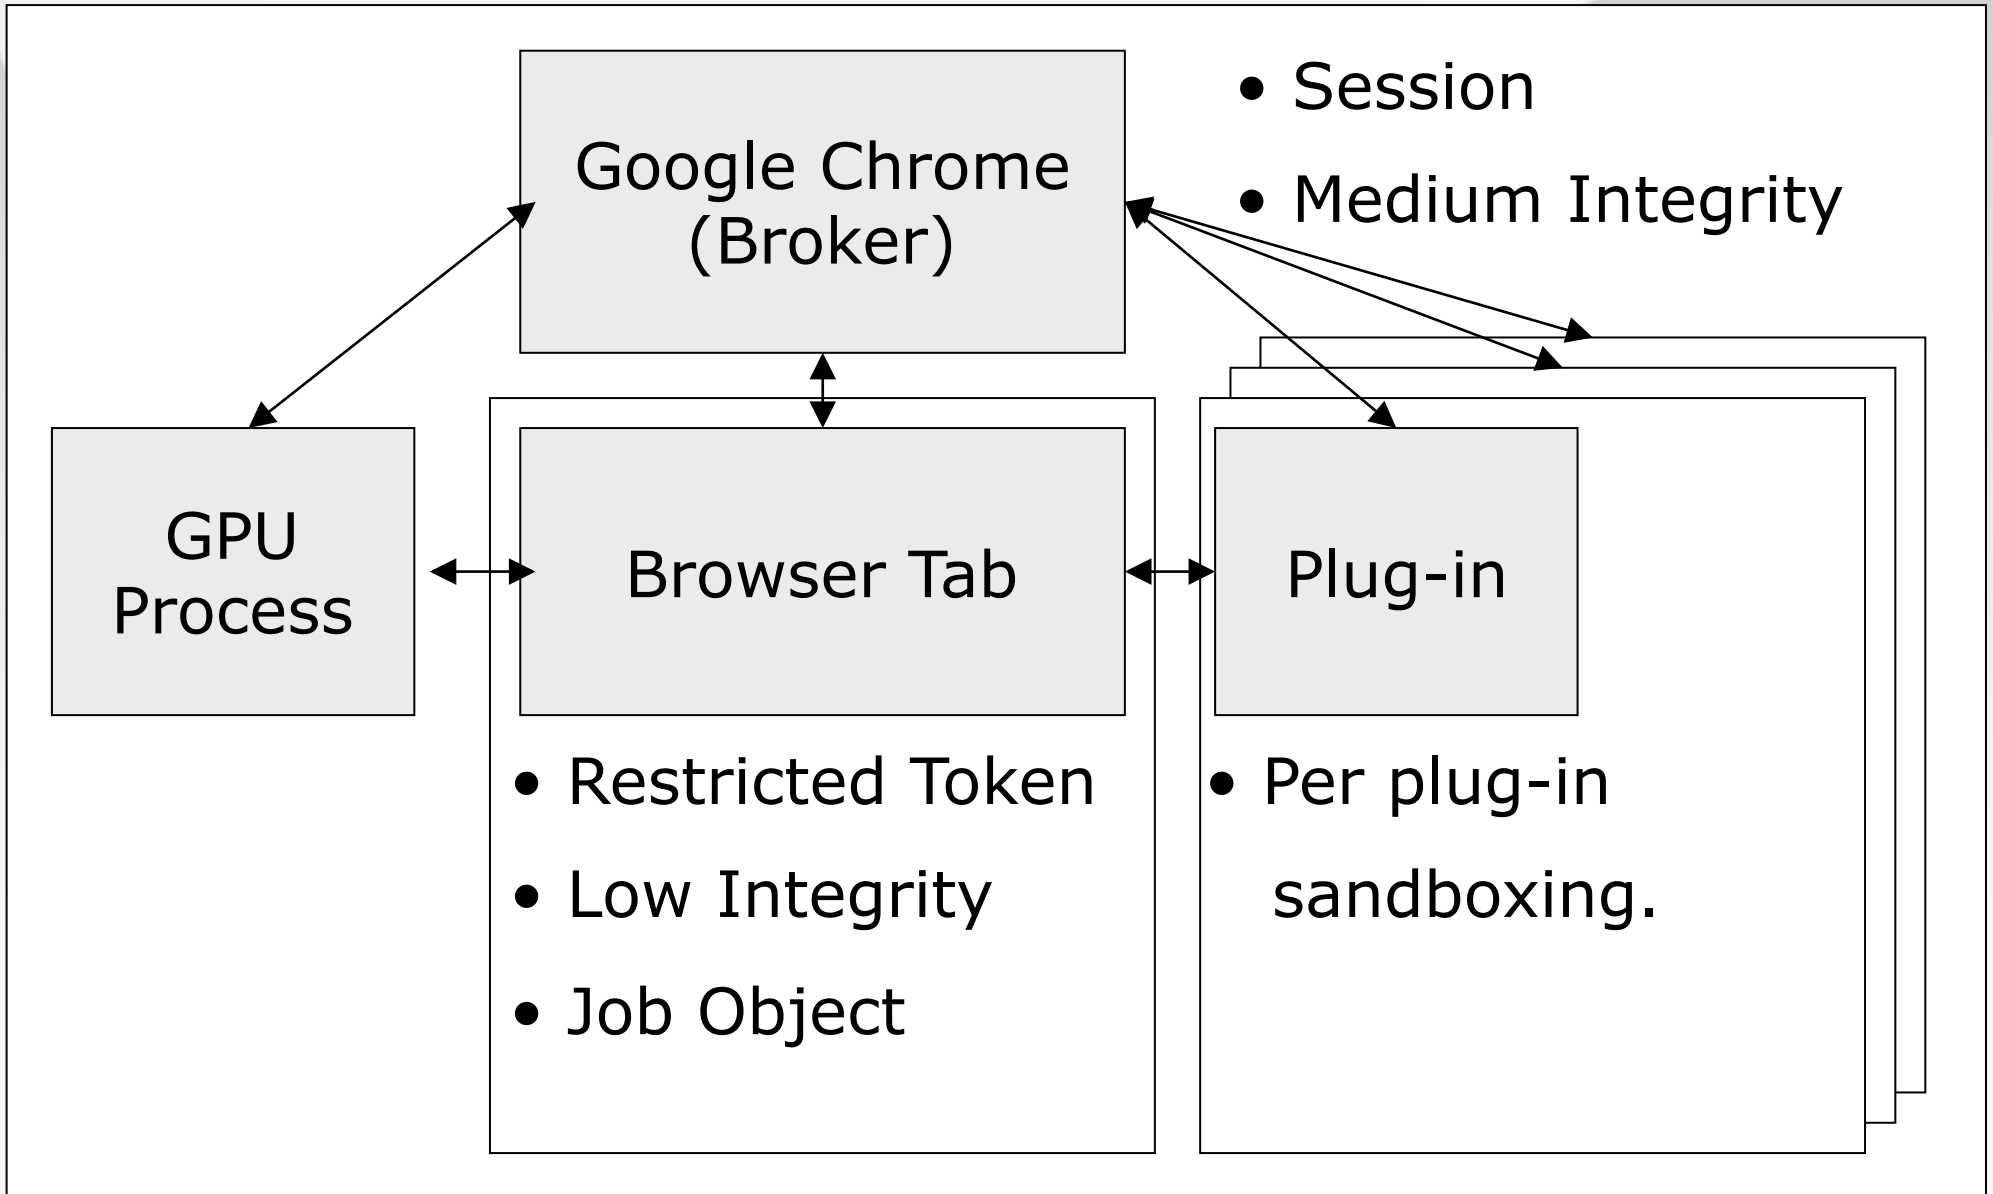 Google Chrome
(Broker)
• Session
• Medium Integrity
GPU
Process
Browser Tab
• Restricted Token
• Low Integrity
• Job Object
Plug-in
• Per plug-in
sandboxing.